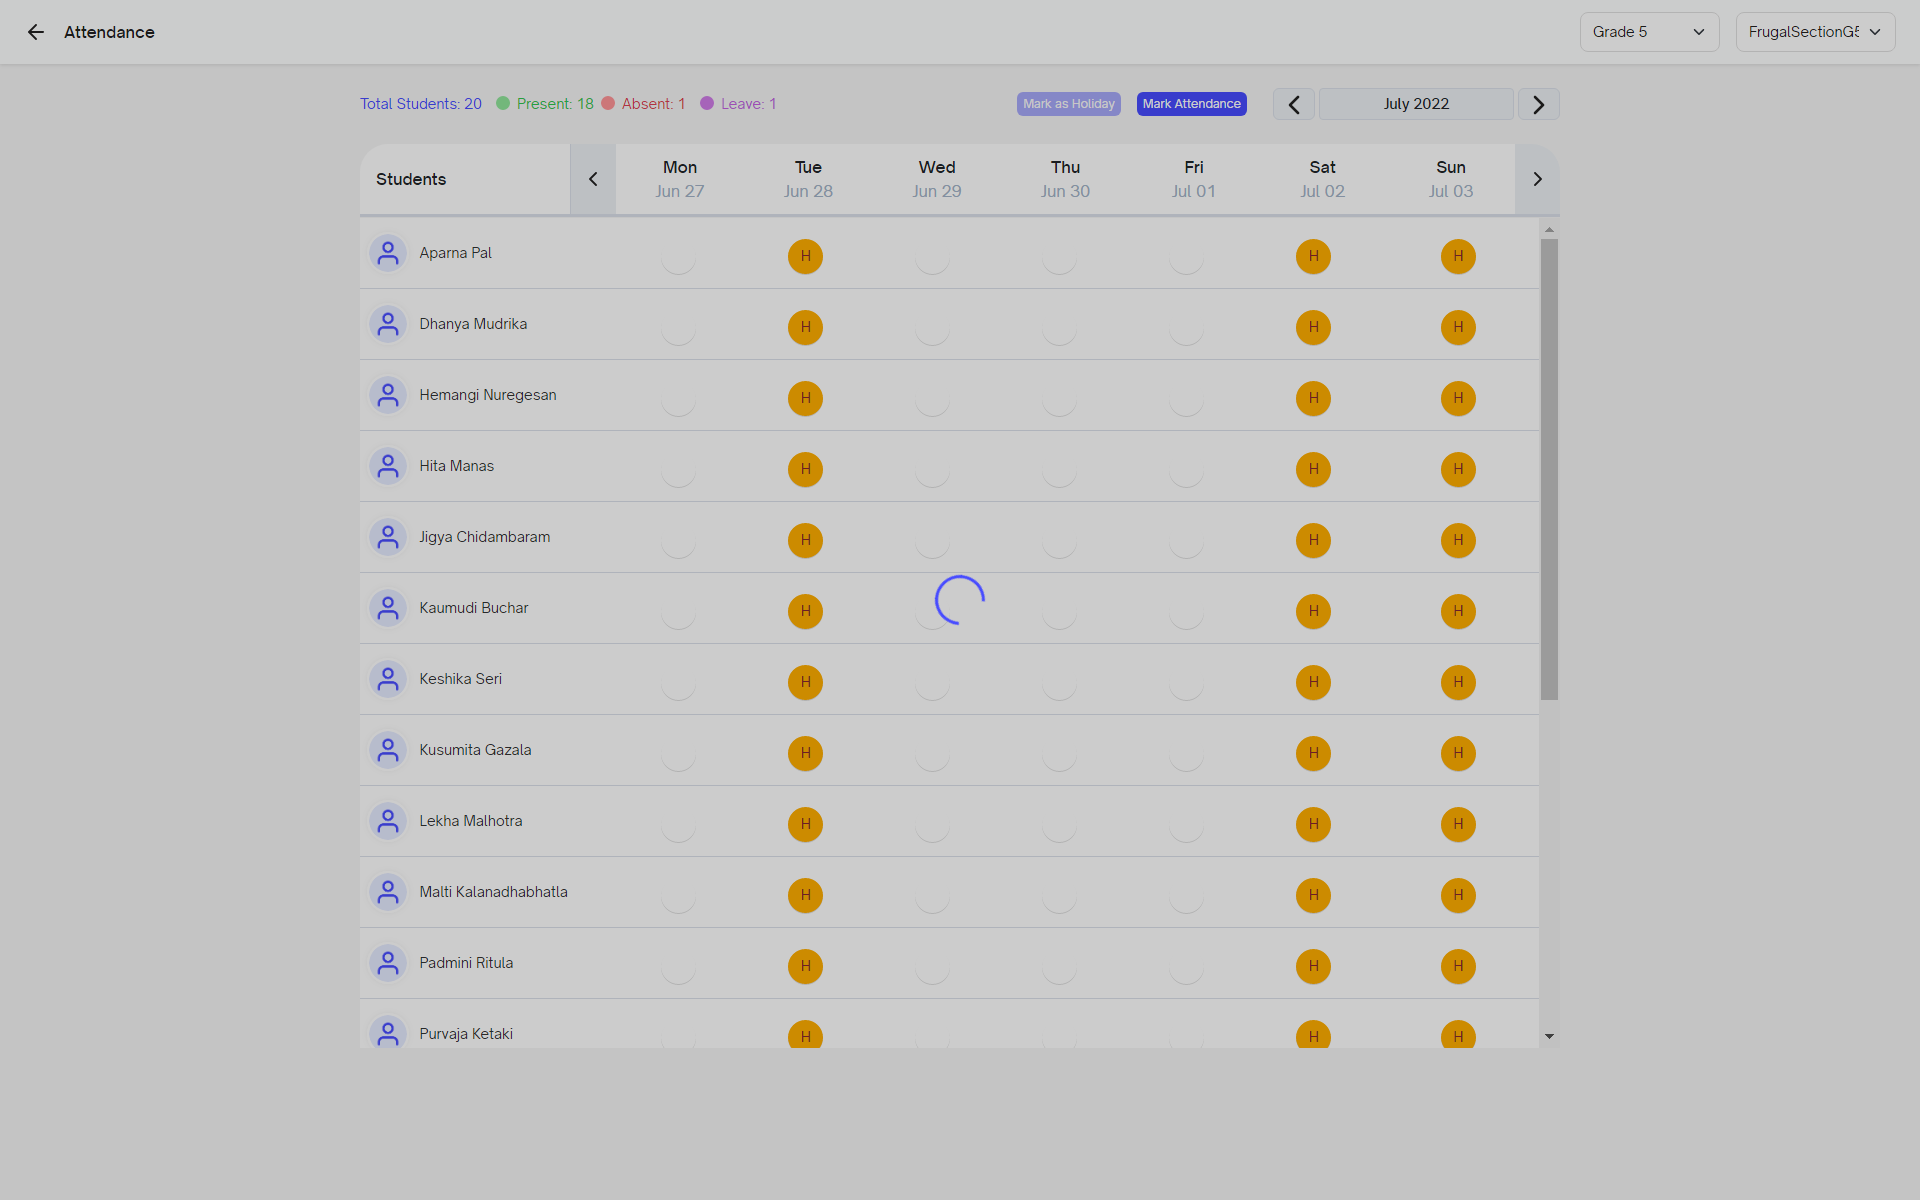 Attendance
Grade 5
FrugalSectionG5
Total Students: 20 Present: 18 Absent: 1 Leave: 1
Mark as Holiday Mark Attendance July 2022
Students Mon Tue Wed Thu Fri Sat Sun
Jun 27 Jun 28 Jun 29 Jun 30 Jul 01 Jul 02 Jul 03
Aparna Pal H H H
Dhanya Mudrika H H H
Hemangi Nuregesan H H H
Hita Manas H H H
Jigya Chidambaram H H H
Kaumudi Buchar H H H
Keshika Seri H H H
Kusumita Gazala H H H
Lekha Malhotra H H H
Malti Kalanadhabhatla H H H
Padmini Ritula H H H
Purvaja Ketaki H H H